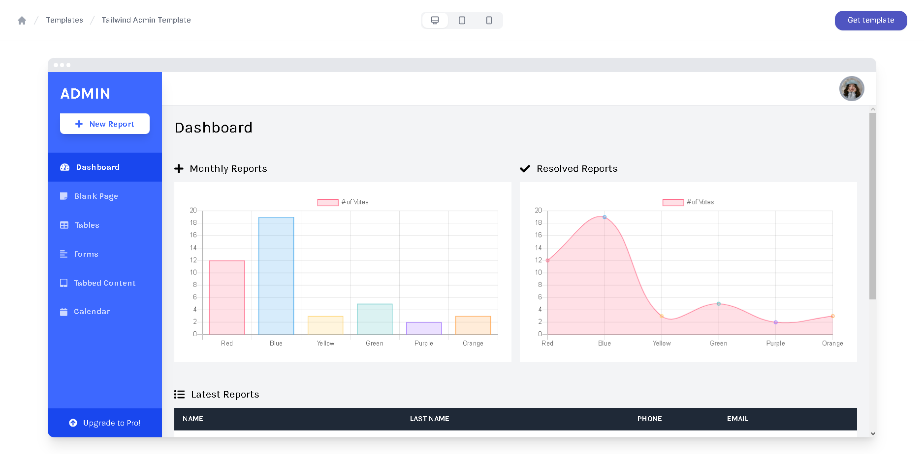 Templates / Tailwind Admin Template
Get template
ADMIN
New Report
Dashboard
Blank Page
Tables
Forms
Tabbed Content
Calendar
Upgrade to Pro!
Dashboard
Monthly Reports
# of Votes
20
18
16
14
12
10
8
6
4
2
0
Red Blue Yellow Green Purple Orange
Resolved Reports
# of Votes
20
18
16
14
12
10
8
6
4
2
0
Red Blue Yellow Green Purple Orange
Latest Reports
NAME LAST NAME PHONE EMAIL